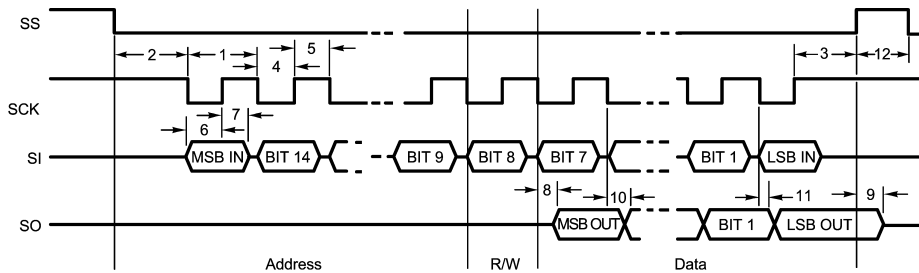 SS
2 1 5 3 12
4
SCK
7
6
SI MSB IN BIT 14 BIT 9 BIT 8 BIT 7 BIT 1 LSB IN
8 10 11 9
SO MSB OUT BIT 1 LSB OUT
Address R/W Data